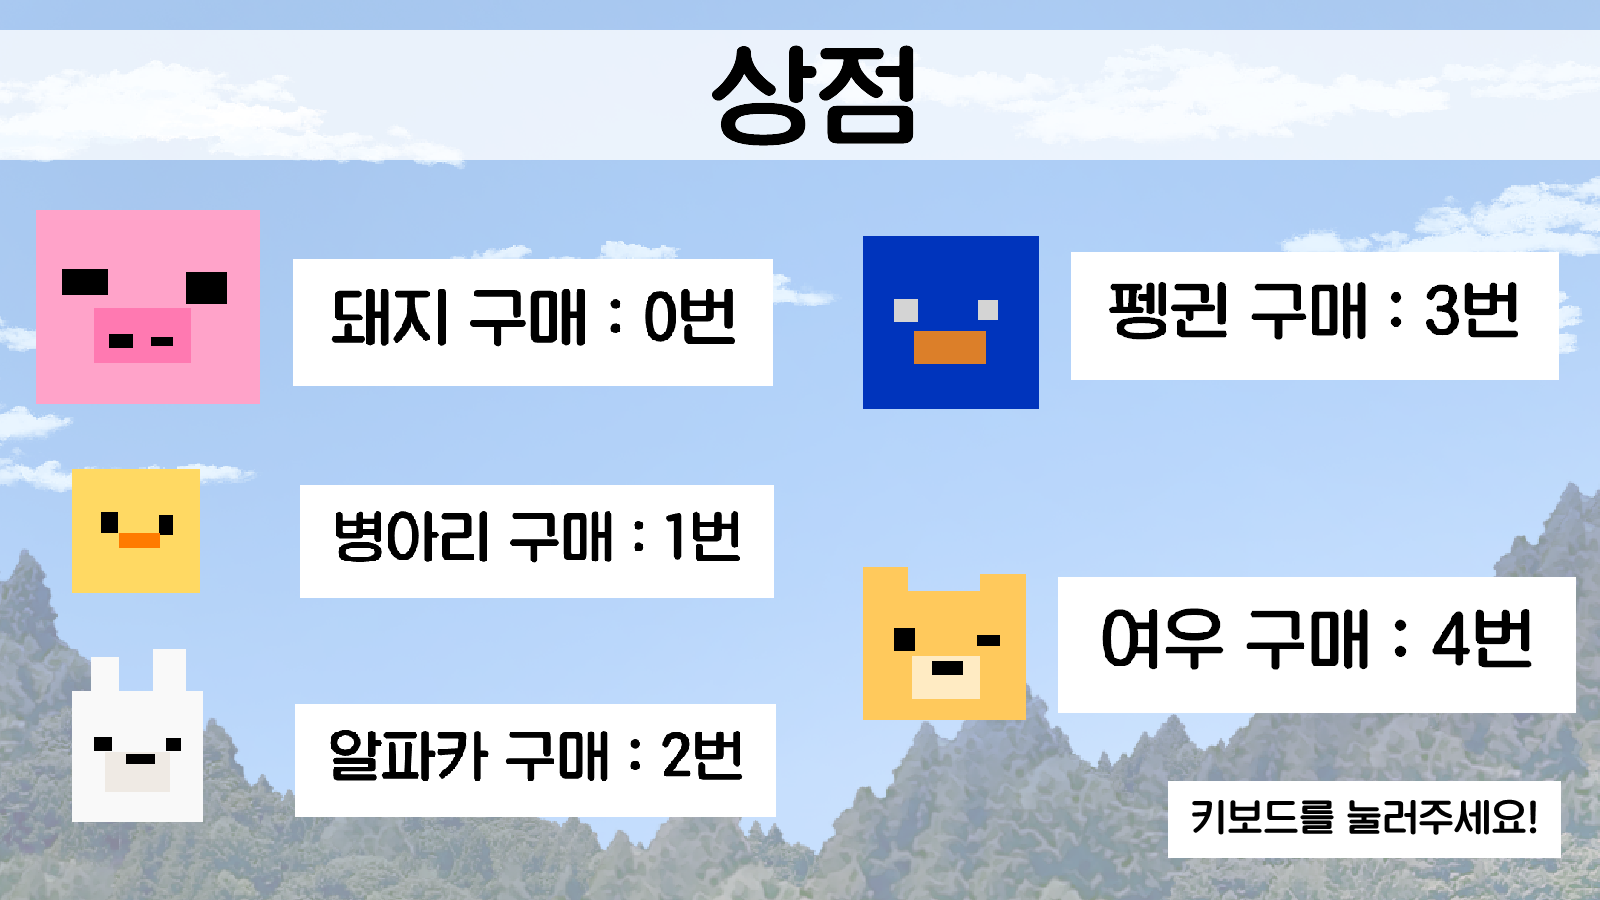 상점
돼지 구매 : 0번
병아리 구매 : 1번
알파카 구매 : 2번
펭귄 구매 : 3번
여우 구매 : 4번
키보드를 눌러주세요!